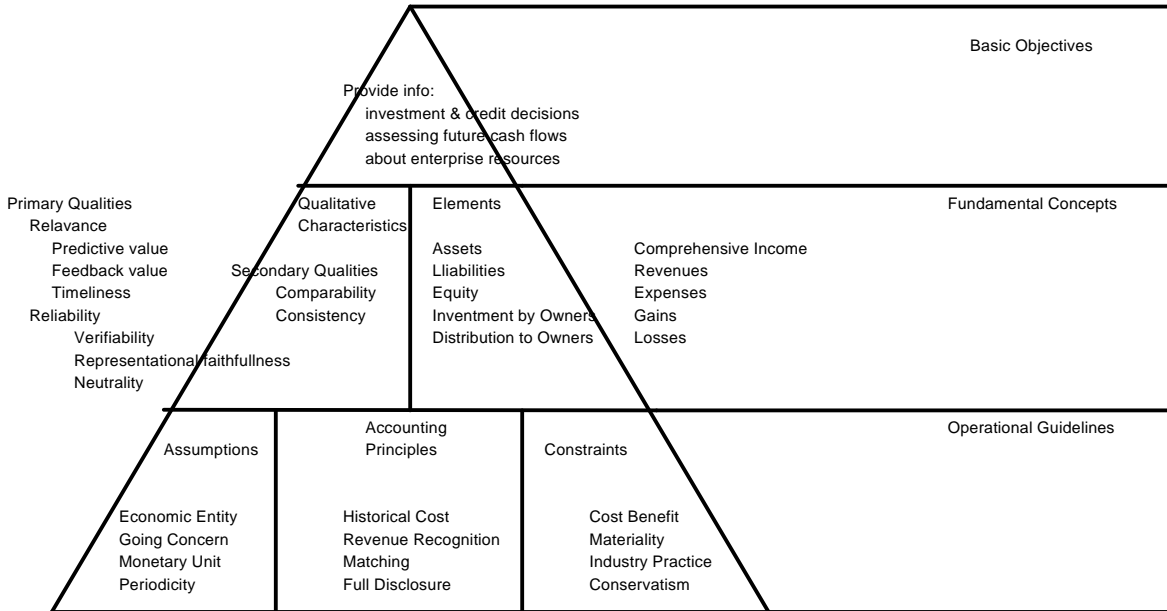 Basic Objectives
Provide info:
investment & credit decisions
assessing future cash flows
about enterprise resources
Fundamental Concepts
Primary Qualities
Relavance
Predictive value
Feedback value
Timeliness
Reliability
Verifiability
Representational faithfullness
Neutrality
Qualitative
Characteristics
Secondary Qualities
Comparability
Consistency
Elements
Assets
Lliabilities
Equity
Inventment by Owners
Distribution to Owners
Comprehensive Income
Revenues
Expenses
Gains
Losses
Operational Guidelines
Assumptions
Economic Entity
Going Concern
Monetary Unit
Periodicity
Accounting
Principles
Historical Cost
Revenue Recognition
Matching
Full Disclosure
Constraints
Cost Benefit
Materiality
Industry Practice
Conservatism